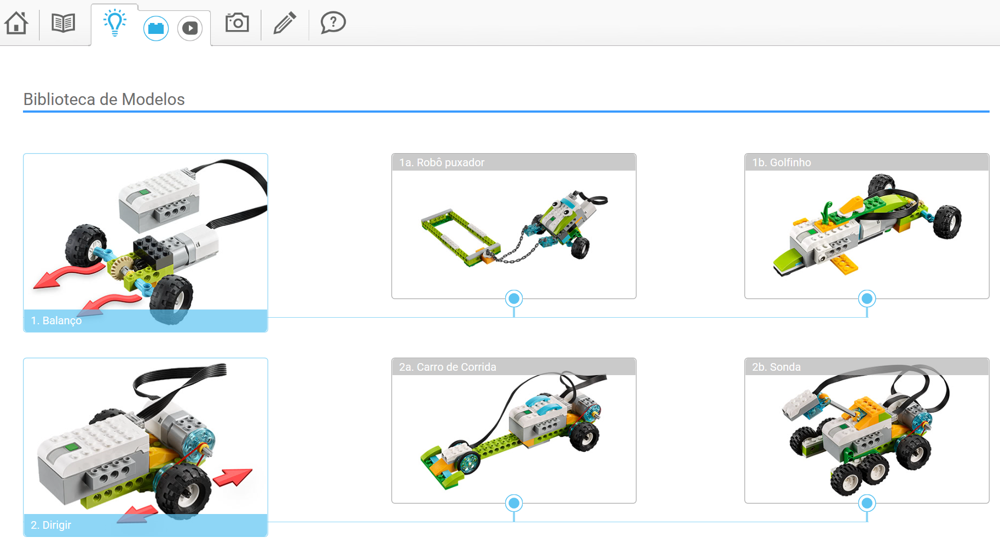 Biblioteca de Modelos
1a. Robô puxador
1b. Golfinho
1. Balanço
2a. Carro de Corrida
2b. Sonda
2. Dirigir